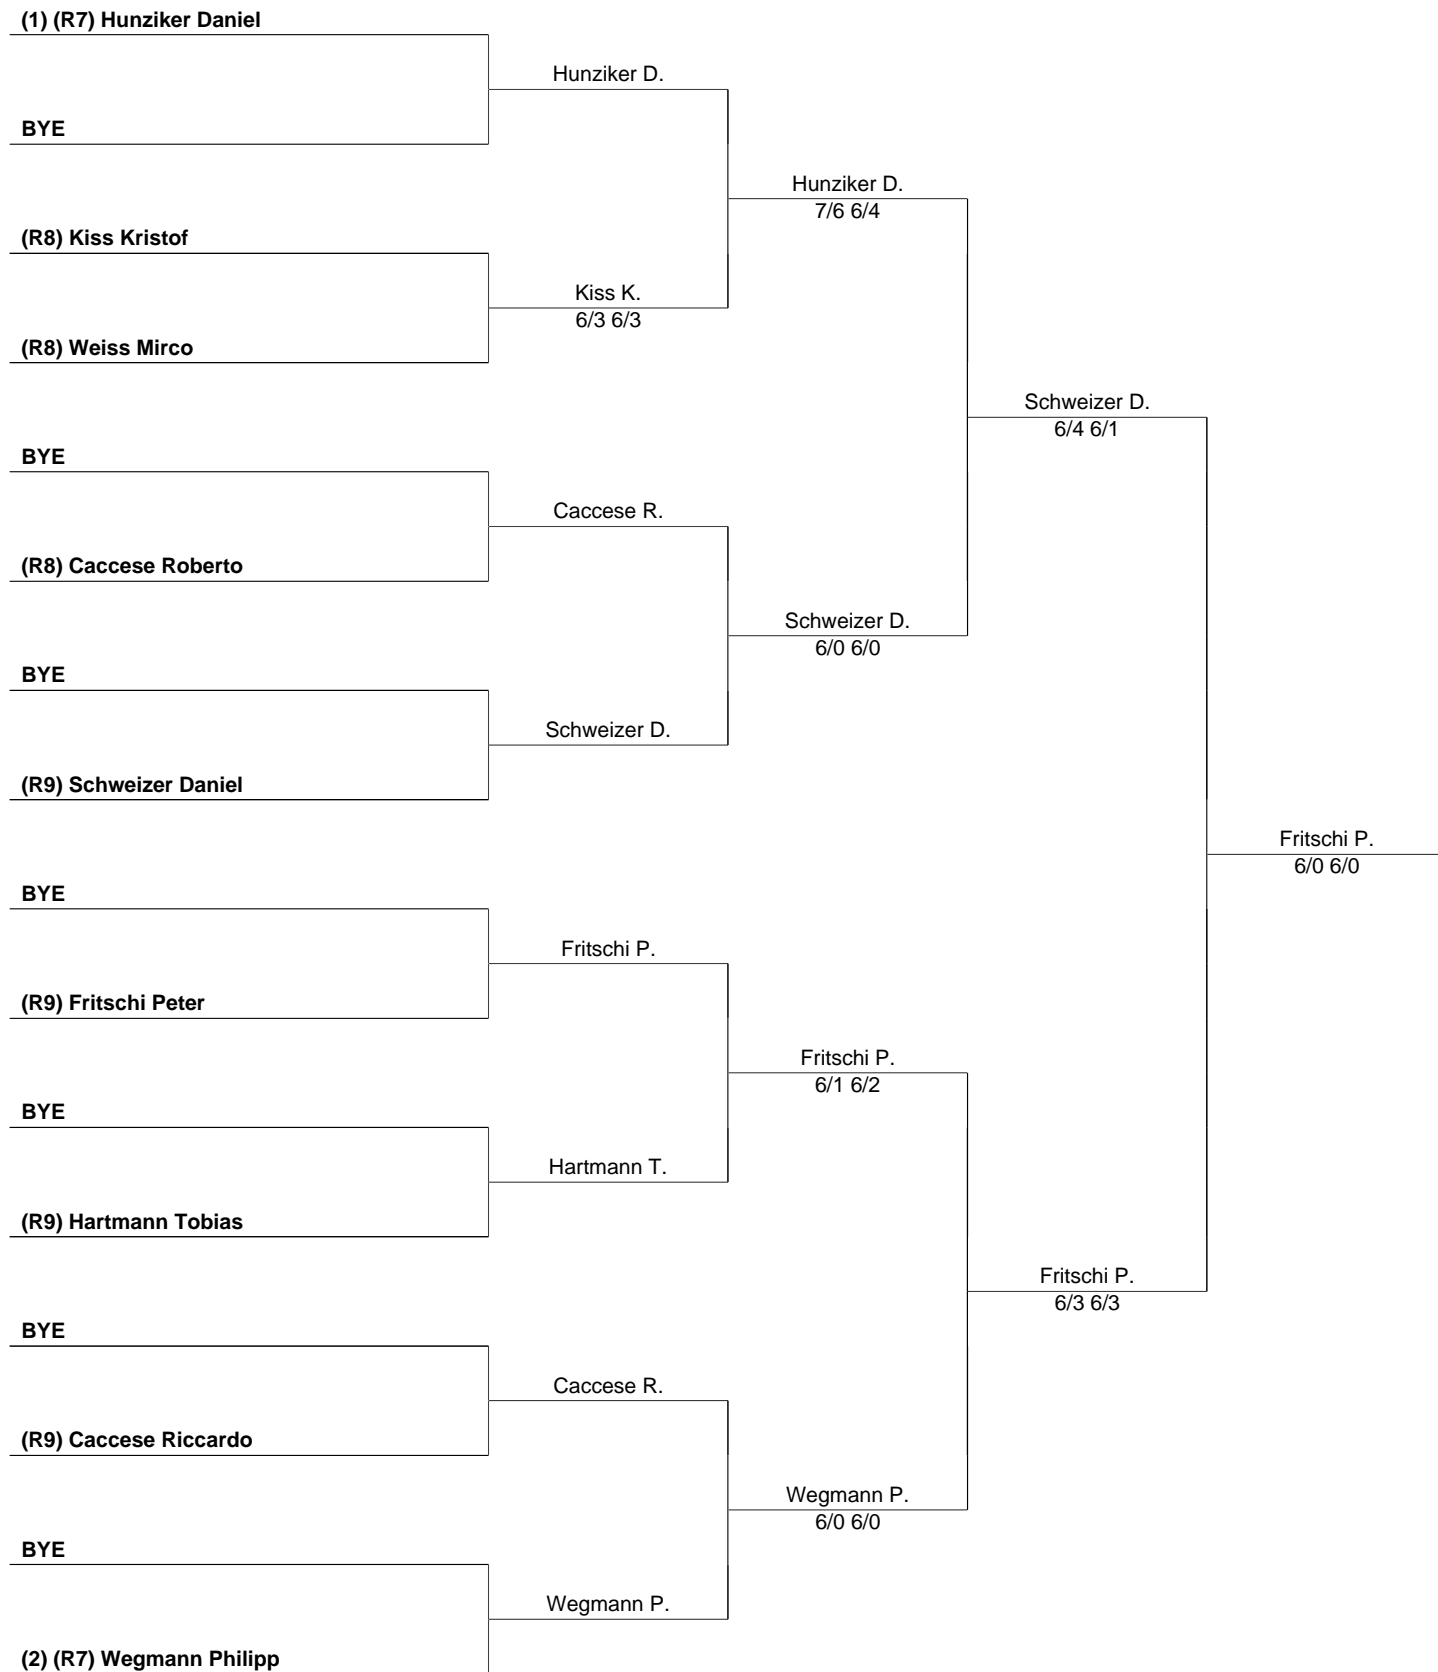 (1) (R7) Hunziker Daniel
Hunziker D.
BYE
Hunziker D.
7/6 6/4
(R8) Kiss Kristof
Kiss K.
6/3 6/3
(R8) Weiss Mirco
Schweizer D.
6/4 6/1
BYE
Caccese R.
(R8) Caccese Roberto
Schweizer D.
6/0 6/0
BYE
Schweizer D.
(R9) Schweizer Daniel
Fritschi P.
6/0 6/0
BYE
Fritschi P.
(R9) Fritschi Peter
Fritschi P.
6/1 6/2
BYE
Hartmann T.
(R9) Hartmann Tobias
Fritschi P.
6/3 6/3
BYE
Caccese R.
(R9) Caccese Riccardo
Wegmann P.
6/0 6/0
BYE
Wegmann P.
(2) (R7) Wegmann Philipp